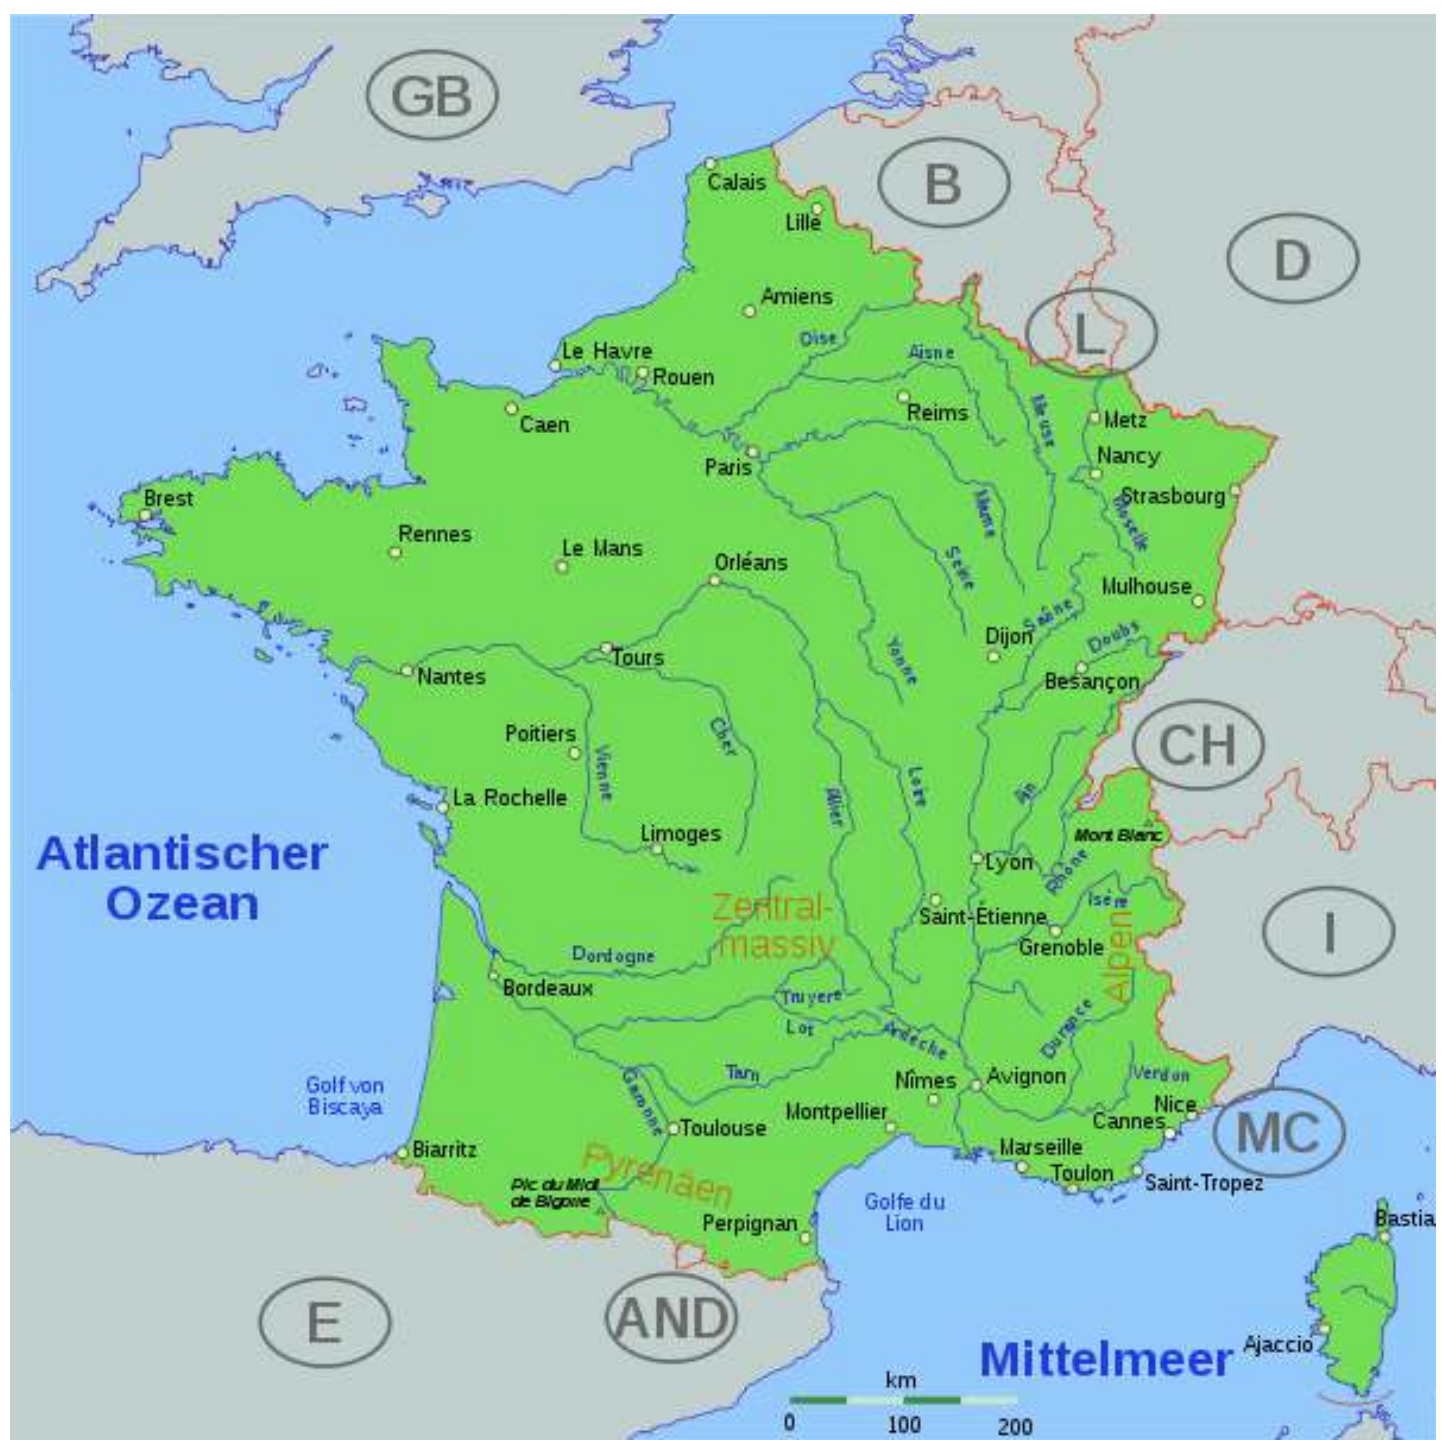 GB
B
D
L
Calais
Lille
Amiens
Oise
Aisne
Le Havre
Rouen
Reims
Meuse
Metz
Caen
Nancy
Paris
Strasbourg
Moselle
Brest
Marne
Rennes
Le Mans
Orléans
Seine
Mulhouse
Saône
Dijon
Doubs
Tours
Yonne
Nantes
Besançon
Poitiers
Cher
CH
Vienne
Loire
Ain
Allier
La Rochelle
Limoges
Mont Blanc
Atlantischer
Ozean
Lyon
Rhône
Isère
Zentral-
massiv
Saint-Étienne
Grenoble
I
Alpen
Dordogne
Bordeaux
Truyere
Lot
Ardèche
Durance
Tarn
Nîmes
Avignon
Verdon
Golf von
Biscaya
Garonne
Montpellier
Nice
Cannes
MC
Toulouse
Biarritz
Marseille
Pyrenäen
Toulon
Saint-Tropez
Pic du Midi
de Bigorre
Golfe du
Lion
Perpignan
Bastia
E
AND
Mittelmeer
Ajaccio
km
0 100 200